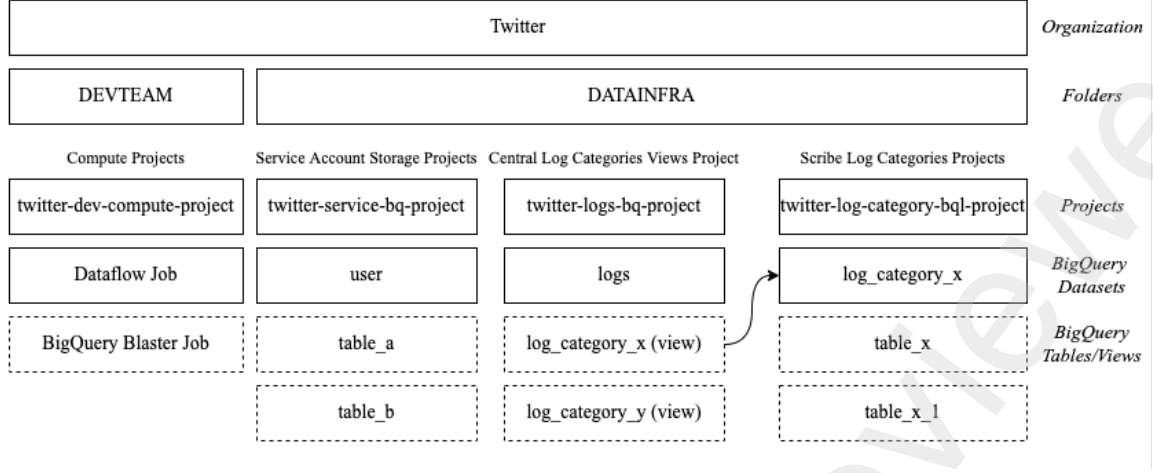 Twitter
Organization
DEVTEAM
DATAINFRA
Folders
Compute Projects
Service Account Storage Projects
Central Log Categories Views Project
Scribe Log Categories Projects
twitter-dev-compute-project
twitter-service-bq-project
twitter-logs-bq-project
twitter-log-category-bql-project
Projects
Dataflow Job
user
logs
log_category_x
BigQuery
Datasets
BigQuery Blaster Job
table_a
log_category_x (view)
table_x
BigQuery
Tables/Views
table_b
log_category_y (view)
table_x_1